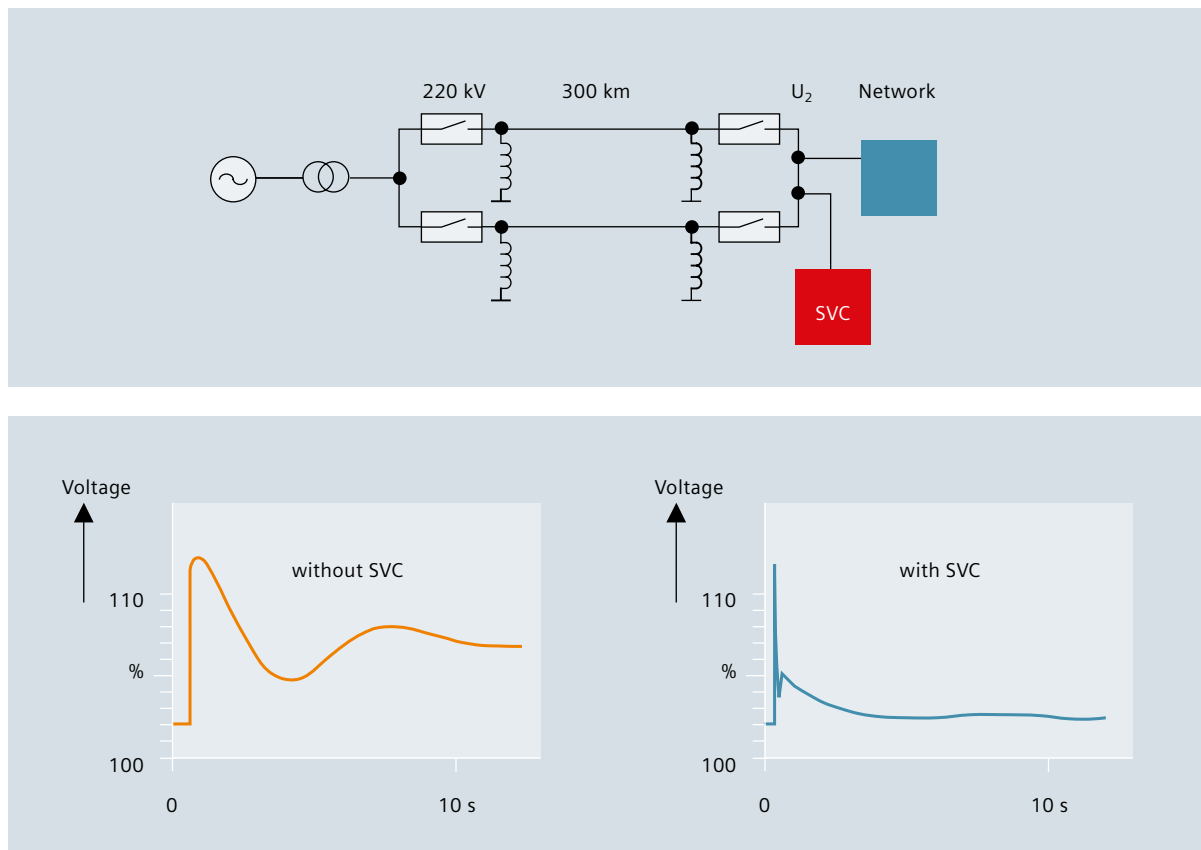 220 kV 300 km U₂ Network
SVC
Voltage
without SVC
110
%
100
0 10 s
Voltage
with SVC
110
%
100
0 10 s